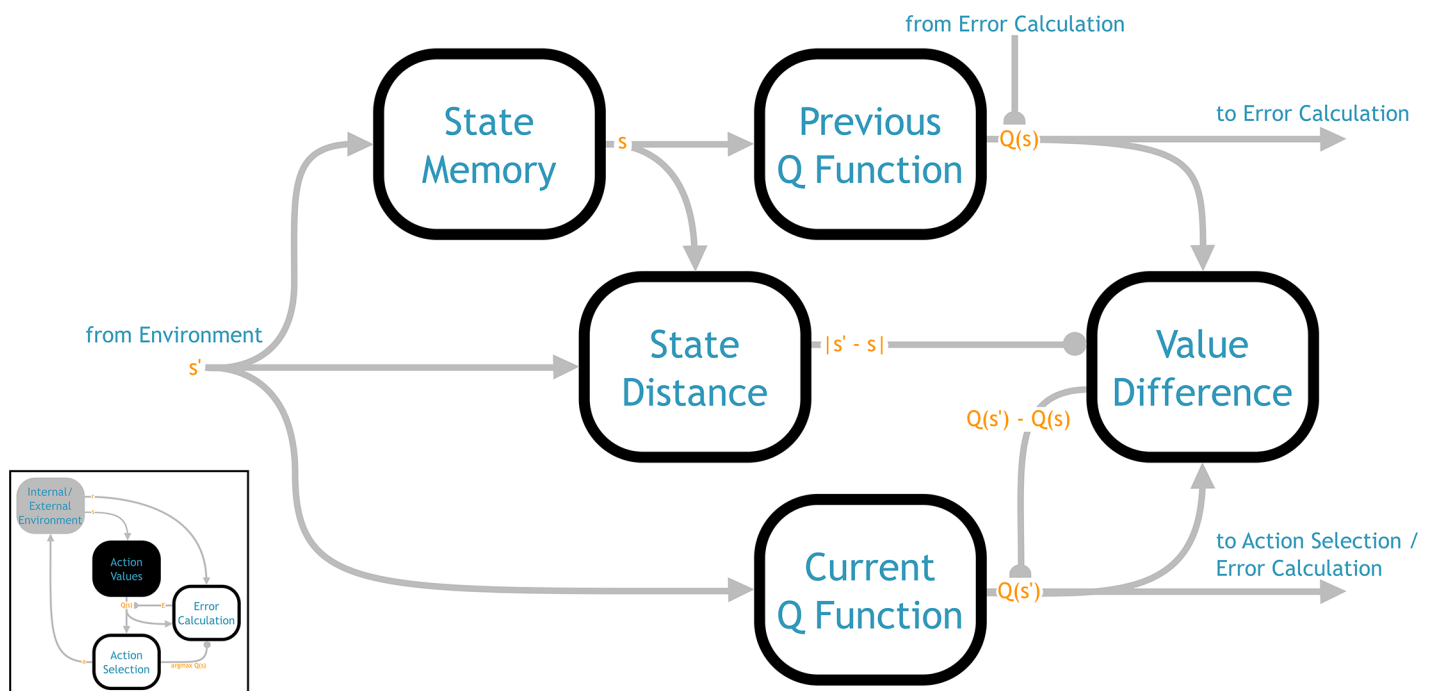 from Error Calculation
State
Memory
s
Previous
Q Function
Q(s)
to Error Calculation
from Environment
s'
State
Distance
|s' - s|
Value
Difference
Q(s') - Q(s)
Current
Q Function
Q(s')
to Action Selection /
Error Calculation
Internal/
External
Environment
r
s
Action
Values
Q(s)
E
Error
Calculation
Action
Selection
a
argmax Q(s)